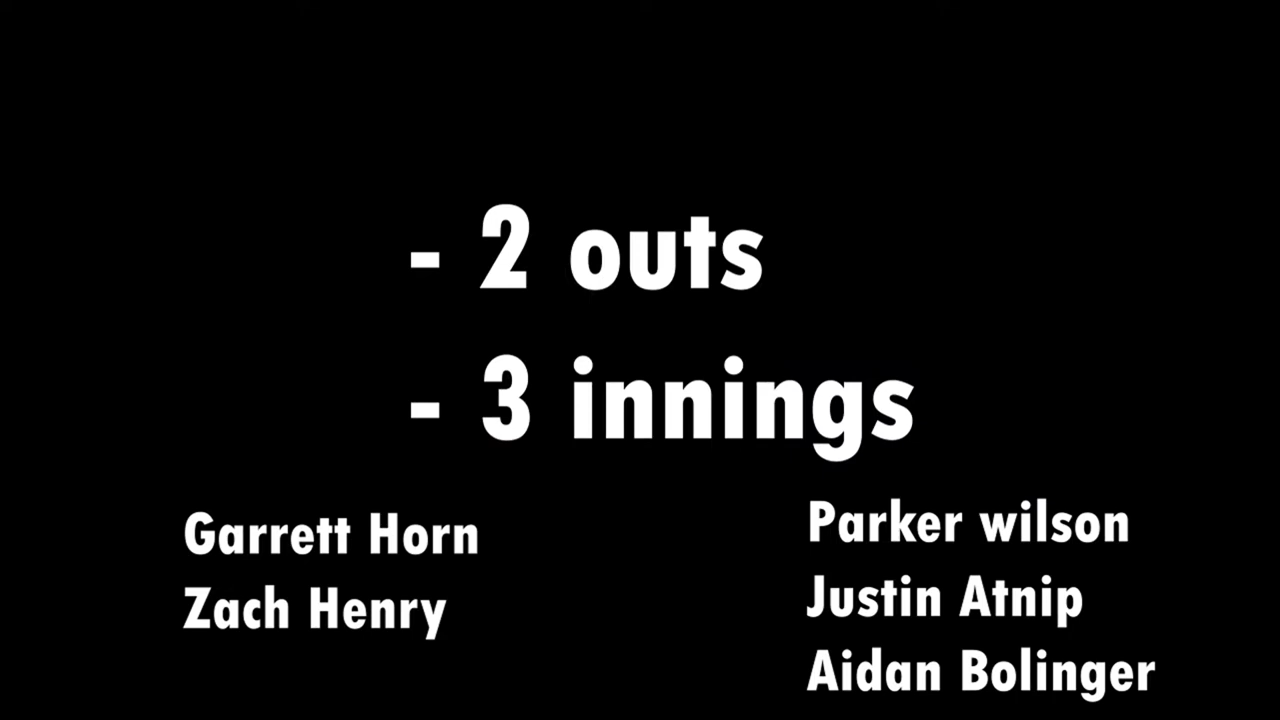 - 2 outs
- 3 innings
Garrett Horn
Zach Henry
Parker wilson
Justin Atnip
Aidan Bolinger